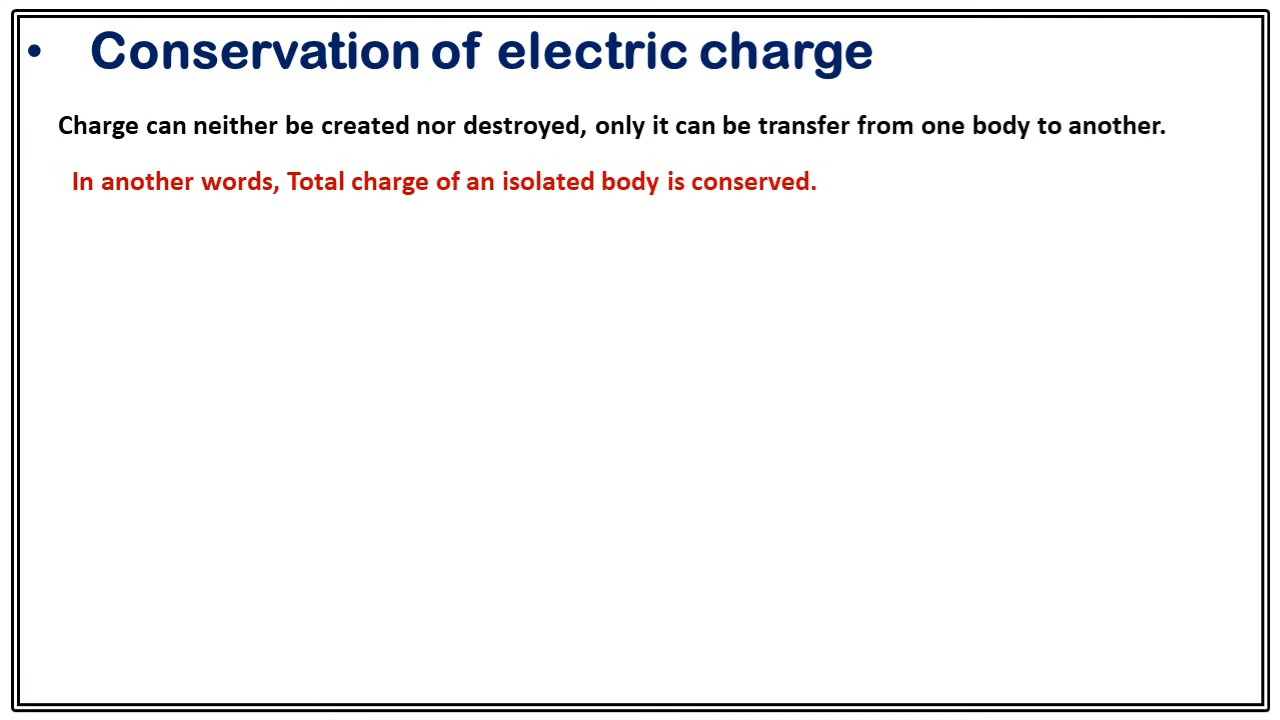 • Conservation of electric charge
Charge can neither be created nor destroyed, only it can be transfer from one body to another.
In another words, Total charge of an isolated body is conserved.